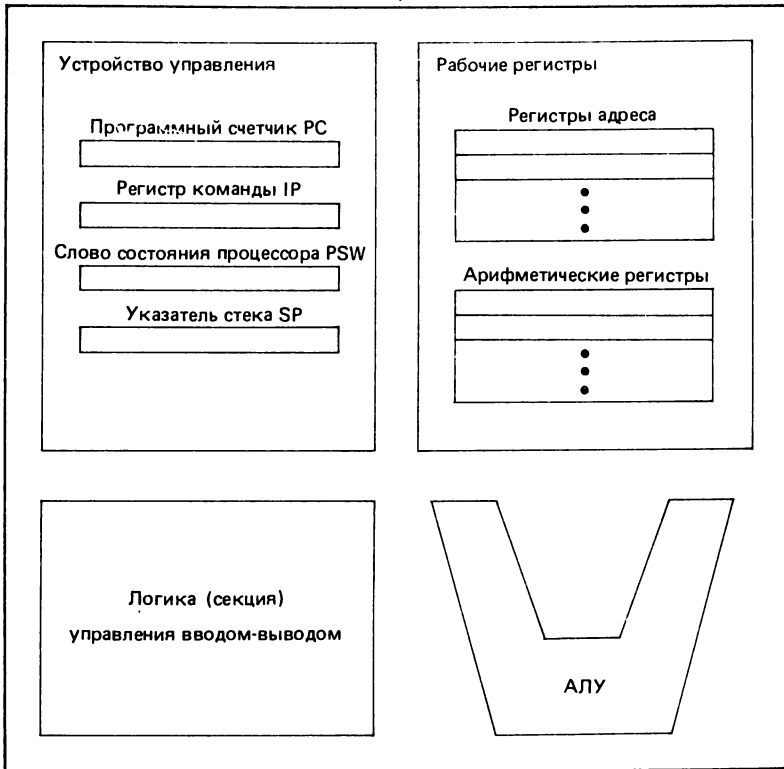 Устройство управления
Программный счетчик PC
Регистр команды IP
Слово состояния процессора PSW
Указатель стека SP
Рабочие регистры
Регистры адреса
Арифметические регистры
Логика (секция)
управления вводом-выводом
АЛУ